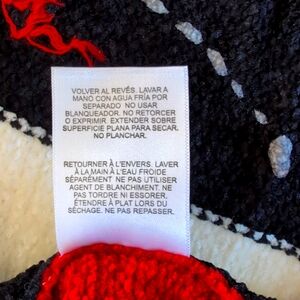 VOLVER AL REVÉS. LAVAR A
MANO CON AGUA FRÍA POR
SEPARADO NO USAR
BLANQUEADOR. NO RETORCER
O EXPRIMIR. EXTENDER SOBRE
SUPERFICIE PLANA PARA SECAR.
NO PLANCHAR.
RETOURNER À L'ENVERS. LAVER
À LA MAIN À L'EAU FROIDE
SÉPARÉMENT. NE PAS UTILISER
AGENT DE BLANCHIMENT. NE
PAS TORDRE NI ESSORER.
ÉTENDRE À PLAT LORS DU
SÉCHAGE. NE PAS REPASSER.